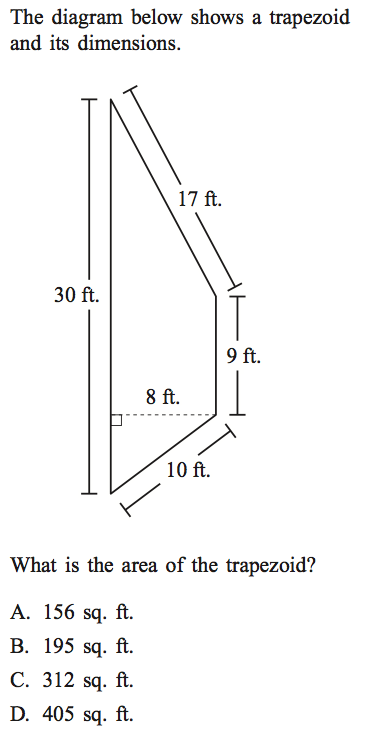 The diagram below shows a trapezoid
and its dimensions.
17 ft.
30 ft.
9 ft.
8 ft.
10 ft.
What is the area of the trapezoid?
A. 156 sq. ft.
B. 195 sq. ft.
C. 312 sq. ft.
D. 405 sq. ft.